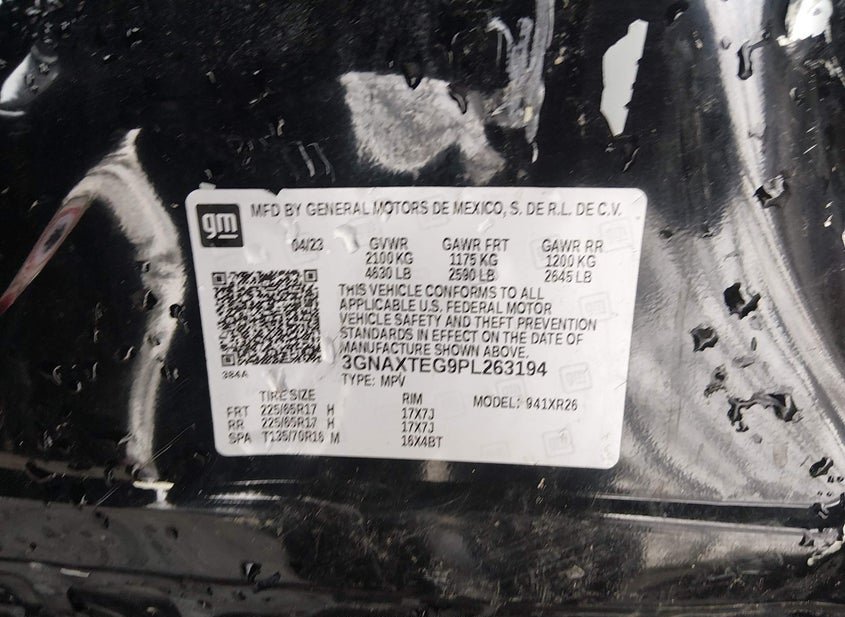 gm MFD BY GENERAL MOTORS DE MEXICO, S. DE R.L. DE C.V.
04/23 GVWR GAWR FRT GAWR RR
2100 KG 1175 KG 1200 KG
4630 LB 2590 LB 2645 LB
THIS VEHICLE CONFORMS TO ALL
APPLICABLE U.S. FEDERAL MOTOR
VEHICLE SAFETY AND THEFT PREVENTION
STANDARDS IN EFFECT ON THE DATE OF
MANUFACTURE SHOWN ABOVE.
3GNAXTEG9PL263194
384A
TYPE: MPV
TIRE SIZE RIM MODEL: 941XR26
FRT 225/65R17 H 17X7J
RR 225/65R17 H 17X7J
SPA T135/70R16 M 16X4BT